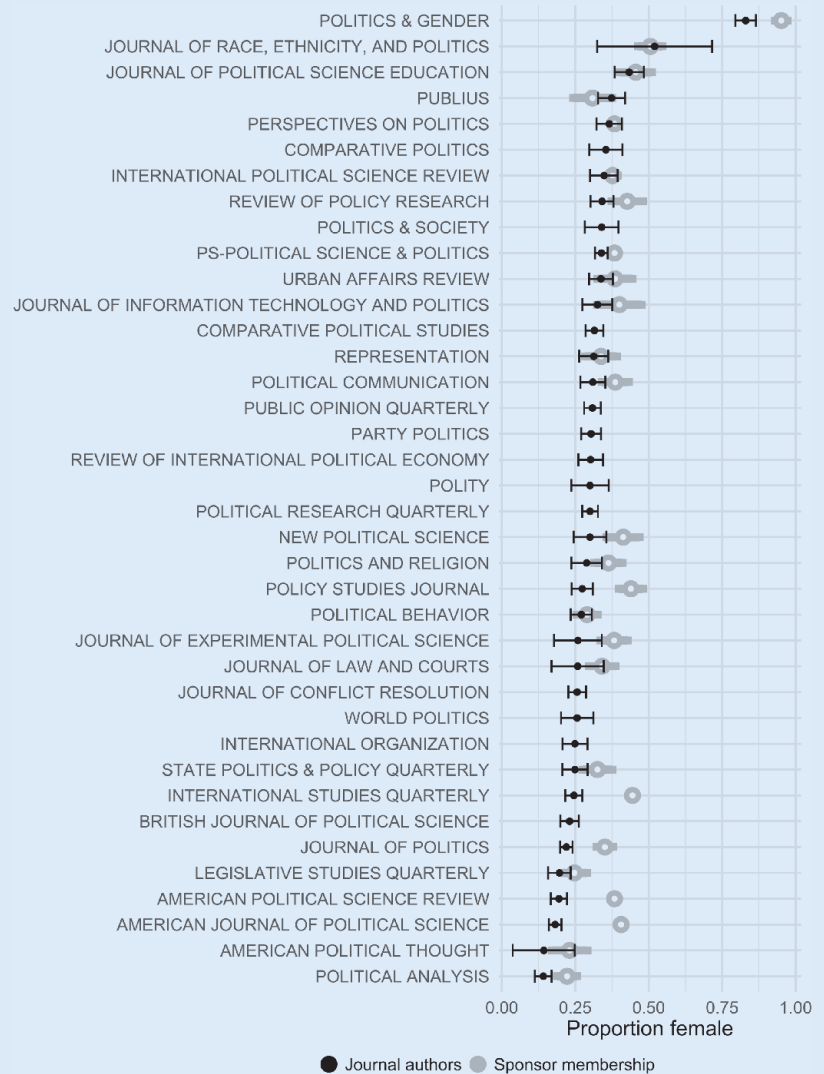 POLITICS & GENDER
JOURNAL OF RACE, ETHNICITY, AND POLITICS
JOURNAL OF POLITICAL SCIENCE EDUCATION
PUBLIUS
PERSPECTIVES ON POLITICS
COMPARATIVE POLITICS
INTERNATIONAL POLITICAL SCIENCE REVIEW
REVIEW OF POLICY RESEARCH
POLITICS & SOCIETY
PS-POLITICAL SCIENCE & POLITICS
URBAN AFFAIRS REVIEW
JOURNAL OF INFORMATION TECHNOLOGY AND POLITICS
COMPARATIVE POLITICAL STUDIES
REPRESENTATION
POLITICAL COMMUNICATION
PUBLIC OPINION QUARTERLY
PARTY POLITICS
REVIEW OF INTERNATIONAL POLITICAL ECONOMY
POLITY
POLITICAL RESEARCH QUARTERLY
NEW POLITICAL SCIENCE
POLITICS AND RELIGION
POLICY STUDIES JOURNAL
POLITICAL BEHAVIOR
JOURNAL OF EXPERIMENTAL POLITICAL SCIENCE
JOURNAL OF LAW AND COURTS
JOURNAL OF CONFLICT RESOLUTION
WORLD POLITICS
INTERNATIONAL ORGANIZATION
STATE POLITICS & POLICY QUARTERLY
INTERNATIONAL STUDIES QUARTERLY
BRITISH JOURNAL OF POLITICAL SCIENCE
JOURNAL OF POLITICS
LEGISLATIVE STUDIES QUARTERLY
AMERICAN POLITICAL SCIENCE REVIEW
AMERICAN JOURNAL OF POLITICAL SCIENCE
AMERICAN POLITICAL THOUGHT
POLITICAL ANALYSIS
0.00 0.25 0.50 0.75 1.00
Proportion female
Journal authors Sponsor membership